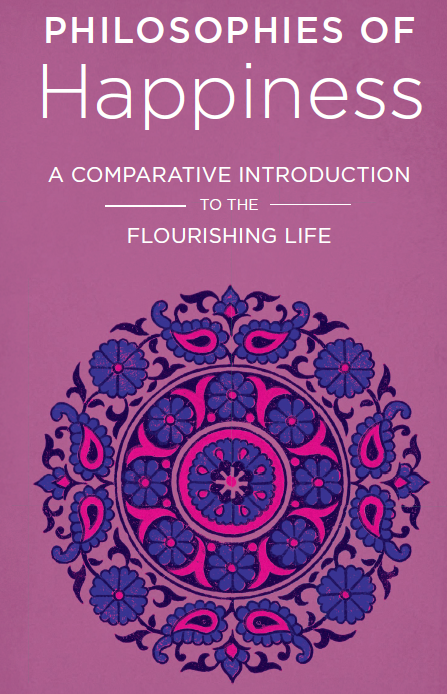 PHILOSOPHIES OF
Happiness
A COMPARATIVE INTRODUCTION
TO THE
FLOURISHING LIFE